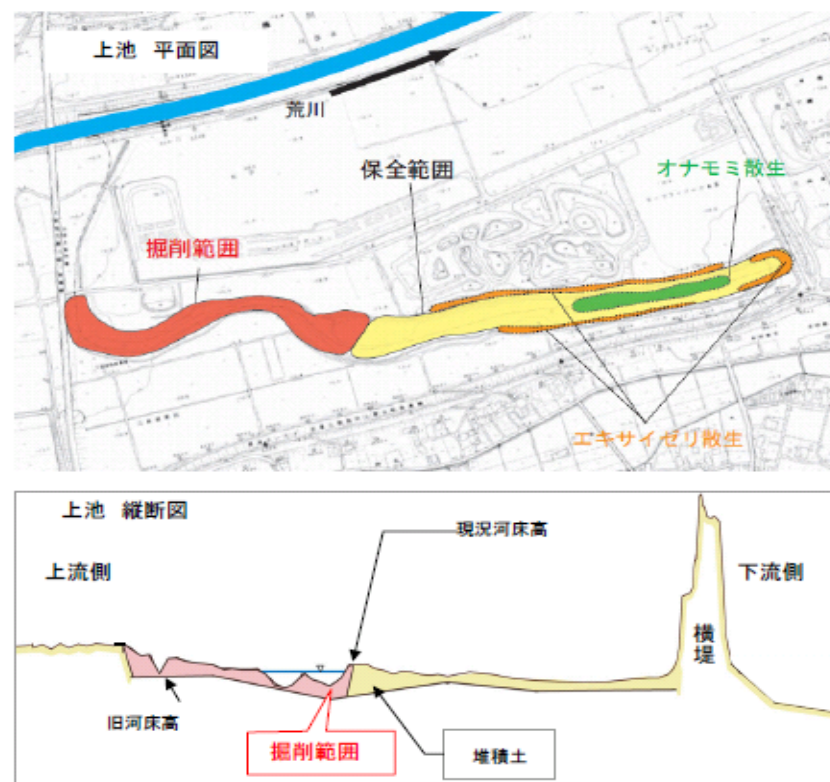 上池 平面図
荒川
保全範囲
オナモミ散生
掘削範囲
エキサイゼリ散生
上池 縦断図
現況河床高
上流側
下流側
横堤
旧河床高
掘削範囲
堆積土